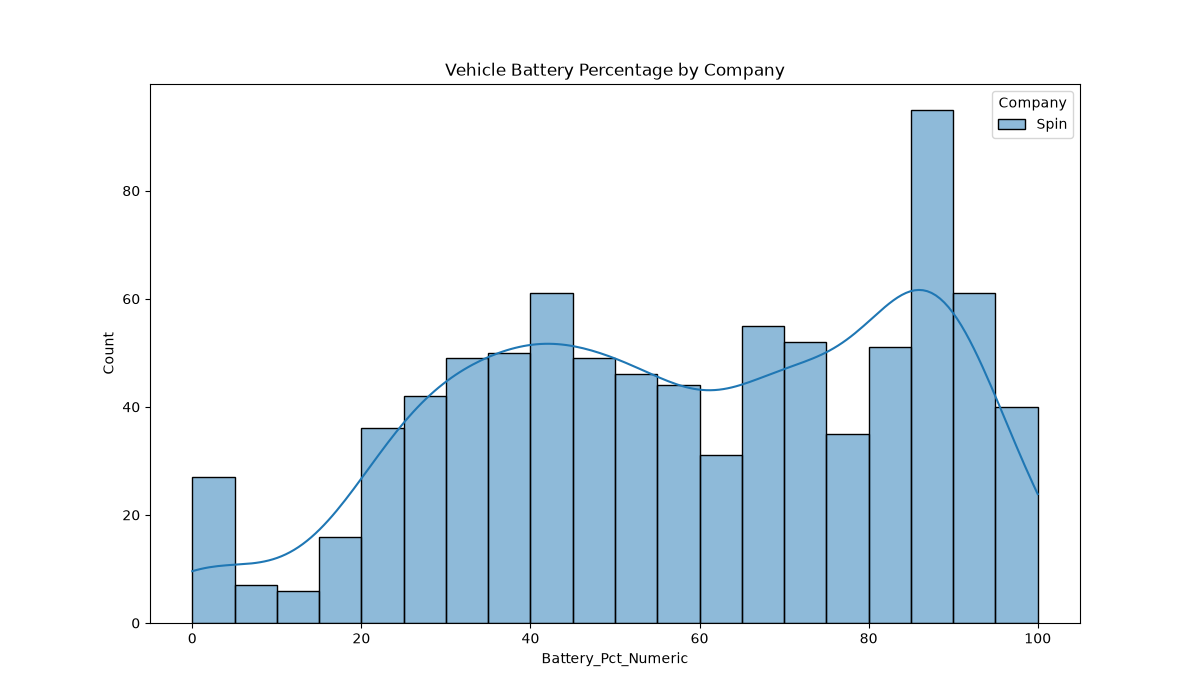 Vehicle Battery Percentage by Company
Company
Spin
80
60
40
20
0
Count
0 20 40 60 80 100
Battery_Pct_Numeric